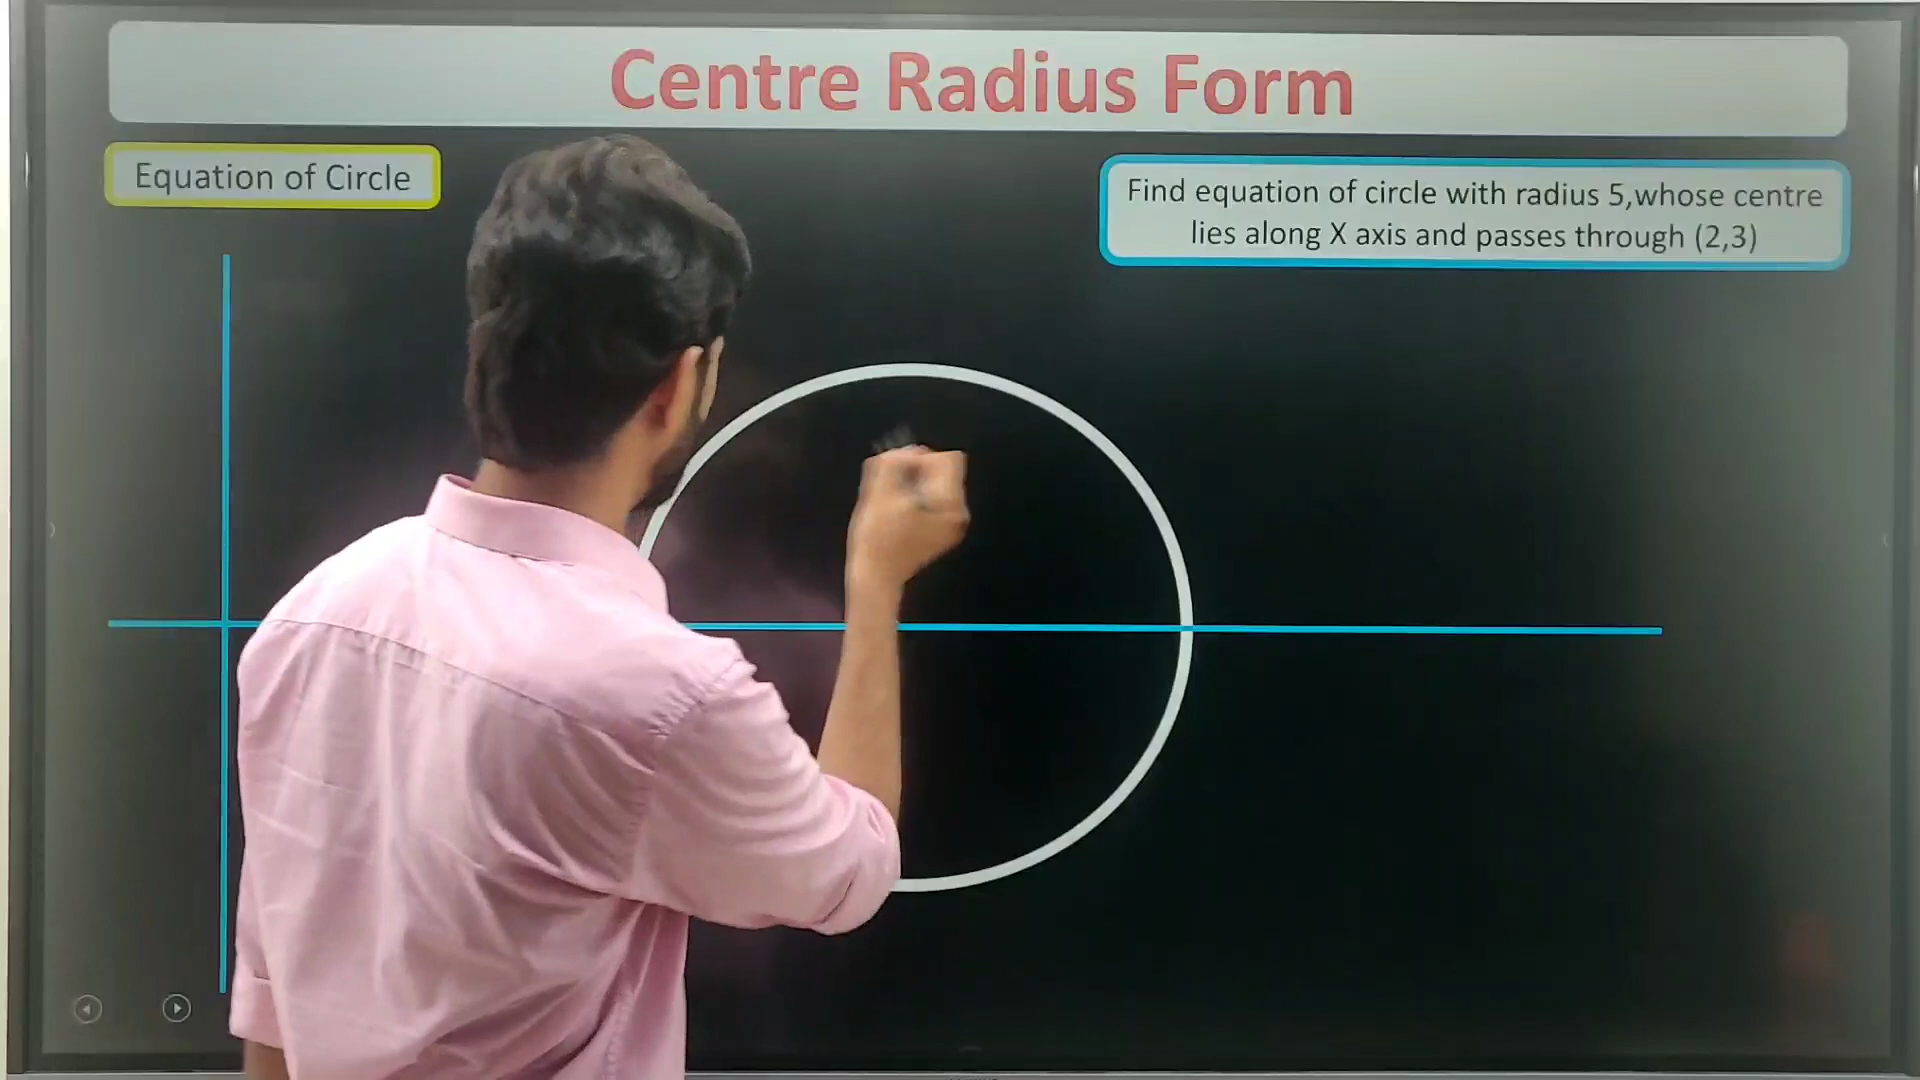 Centre Radius Form
Equation of Circle
Find equation of circle with radius 5,whose centre
lies along X axis and passes through (2,3)